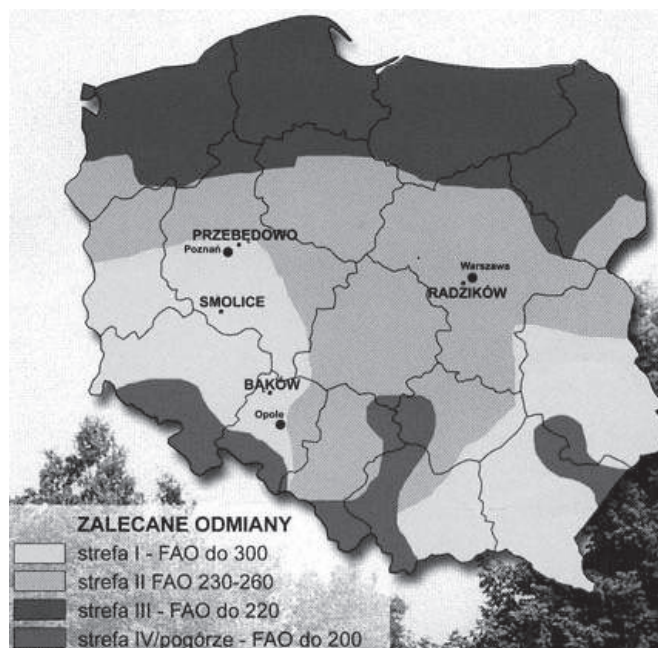 PRZEBĘDOWO
Poznań
Warszawa
RADZIKÓW
SMOLICE
BĄKÓW
Opole
ZALECANE ODMIANY
strefa I - FAO do 300
strefa II FAO 230-260
strefa III - FAO do 220
strefa IV/pogórze - FAO do 200